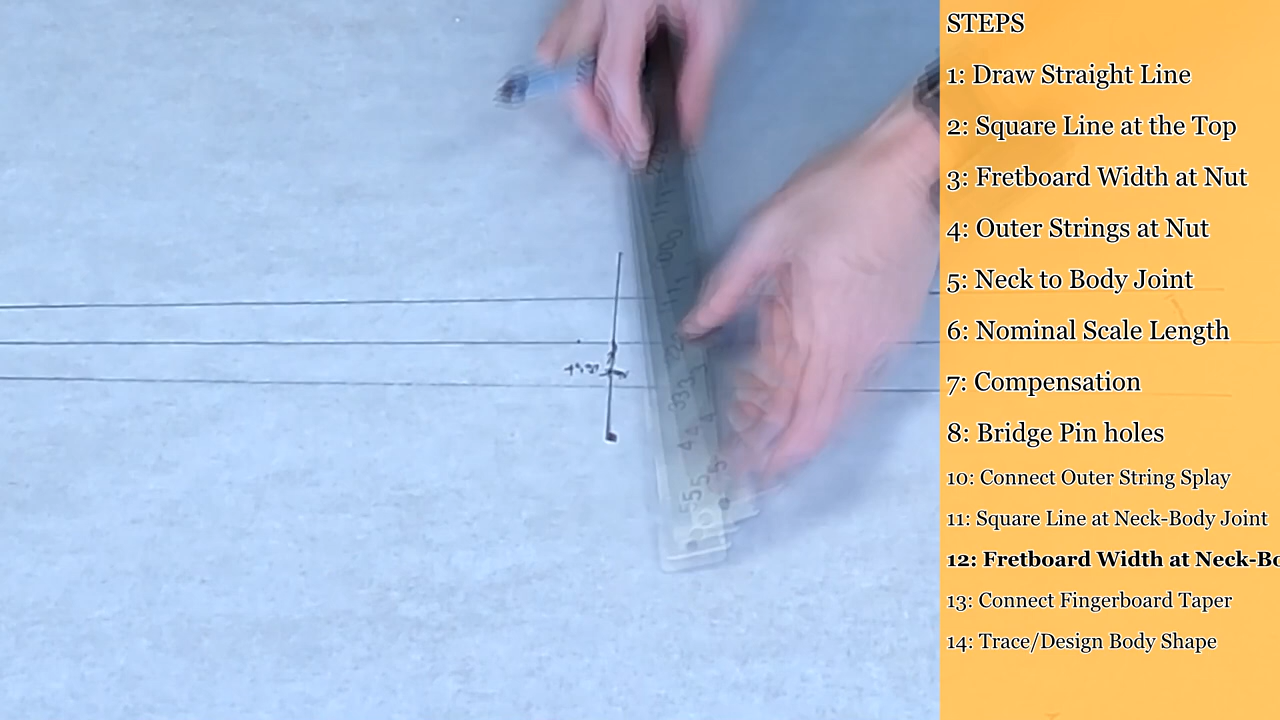 STEPS
1: Draw Straight Line
2: Square Line at the Top
3: Fretboard Width at Nut
4: Outer Strings at Nut
5: Neck to Body Joint
6: Nominal Scale Length
7: Compensation
8: Bridge Pin holes
10: Connect Outer String Splay
11: Square Line at Neck-Body Joint
12: Fretboard Width at Neck-Bo
13: Connect Fingerboard Taper
14: Trace/Design Body Shape